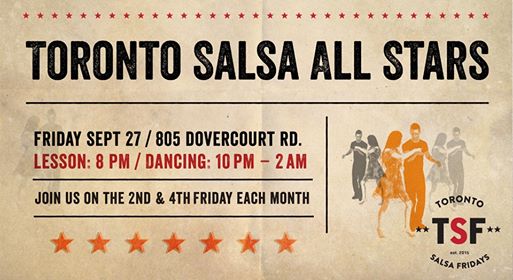 TORONTO SALSA ALL STARS
FRIDAY SEPT 27 / 805 DOVERCOURT RD.
LESSON: 8 PM / DANCING: 10 PM – 2 AM
JOIN US ON THE 2ND & 4TH FRIDAY EACH MONTH
TORONTO
TSF
est. 2015
SALSA FRIDAYS